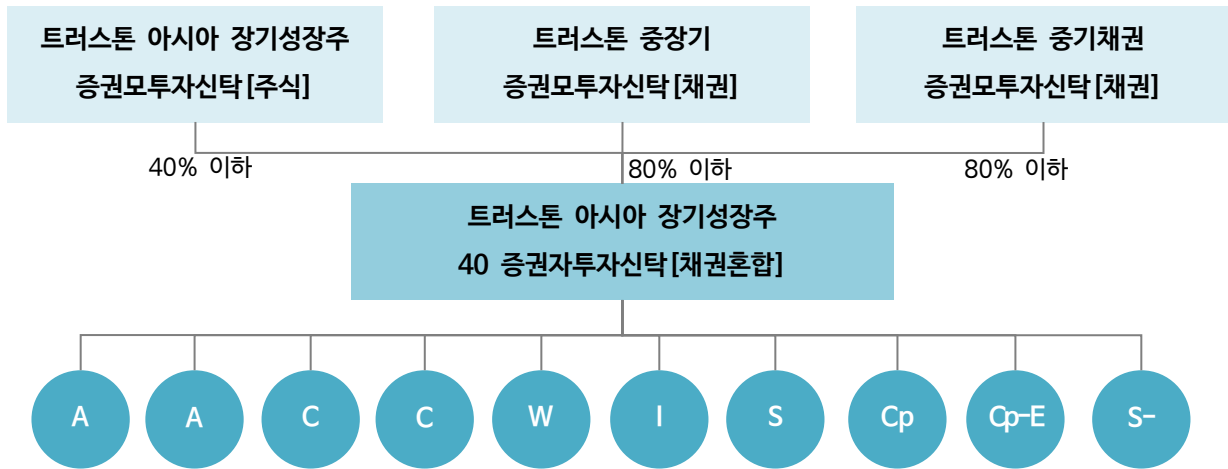 트러스톤 아시아 장기성장주
증권모투자신탁[주식]
트러스톤 중장기
증권모투자신탁[채권]
트러스톤 중기채권
증권모투자신탁[채권]
40% 이하
80% 이하
80% 이하
트러스톤 아시아 장기성장주
40 증권자투자신탁[채권혼합]
A
A
C
C
W
I
S
Cp
Cp-E
S-